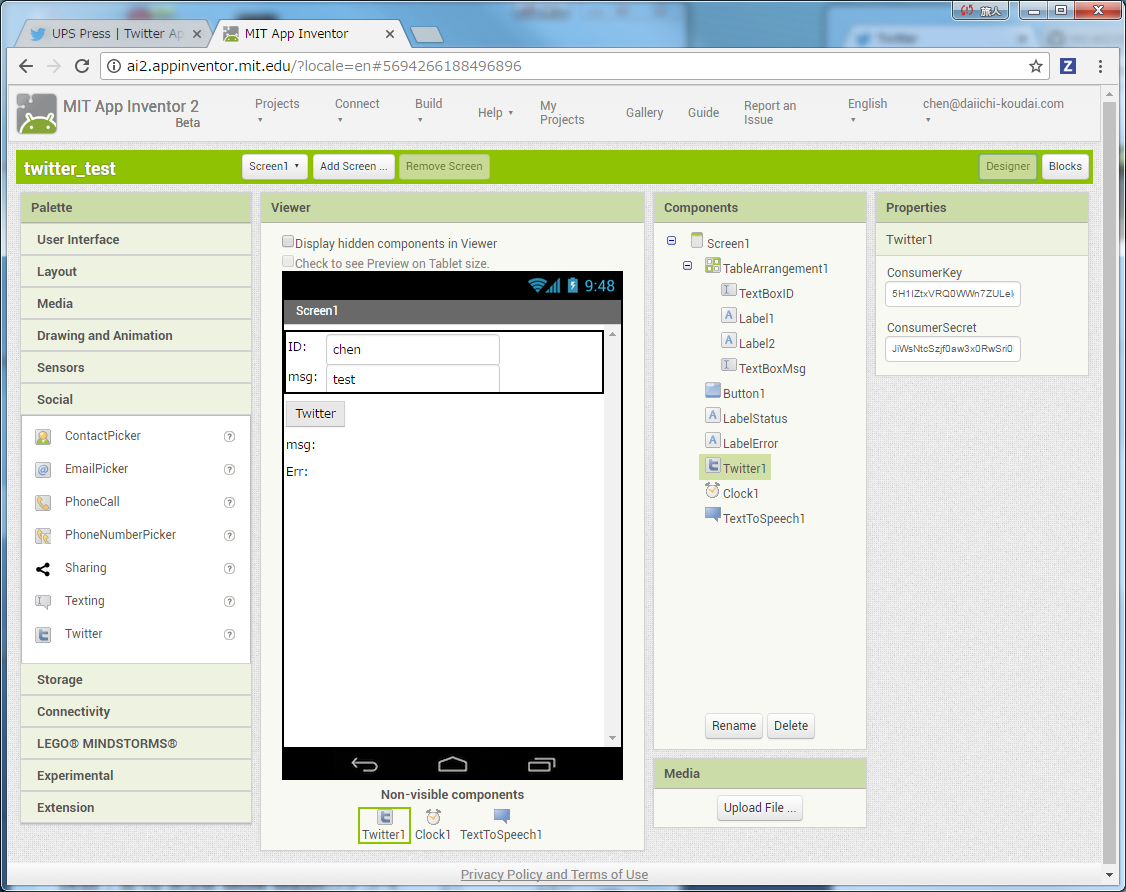 旅人
UPS Press | Twitter Ap
MIT App Inventor
Twitter
ai2.appinventor.mit.edu/?locale=en#5694266188496896
Z
MIT App Inventor 2
Beta
Projects
Connect
Build
Help
My Projects
Gallery
Guide
Report an Issue
English
chen@daiichi-koudai.com
twitter_test
Screen1
Add Screen ...
Remove Screen
Designer
Blocks
Palette
User Interface
Layout
Media
Drawing and Animation
Sensors
Social
ContactPicker ?
EmailPicker ?
PhoneCall ?
PhoneNumberPicker ?
Sharing ?
Texting ?
Twitter ?
Storage
Connectivity
LEGO® MINDSTORMS®
Experimental
Extension
Viewer
Display hidden components in Viewer
Check to see Preview on Tablet size.
9:48
Screen1
ID: chen
msg: test
Twitter
msg:
Err:
Non-visible components
Twitter1
Clock1
TextToSpeech1
Components
Screen1
TableArrangement1
TextBoxID
Label1
Label2
TextBoxMsg
Button1
LabelStatus
LabelError
Twitter1
Clock1
TextToSpeech1
Rename
Delete
Media
Upload File ...
Properties
Twitter1
ConsumerKey
ConsumerSecret
Privacy Policy and Terms of Use